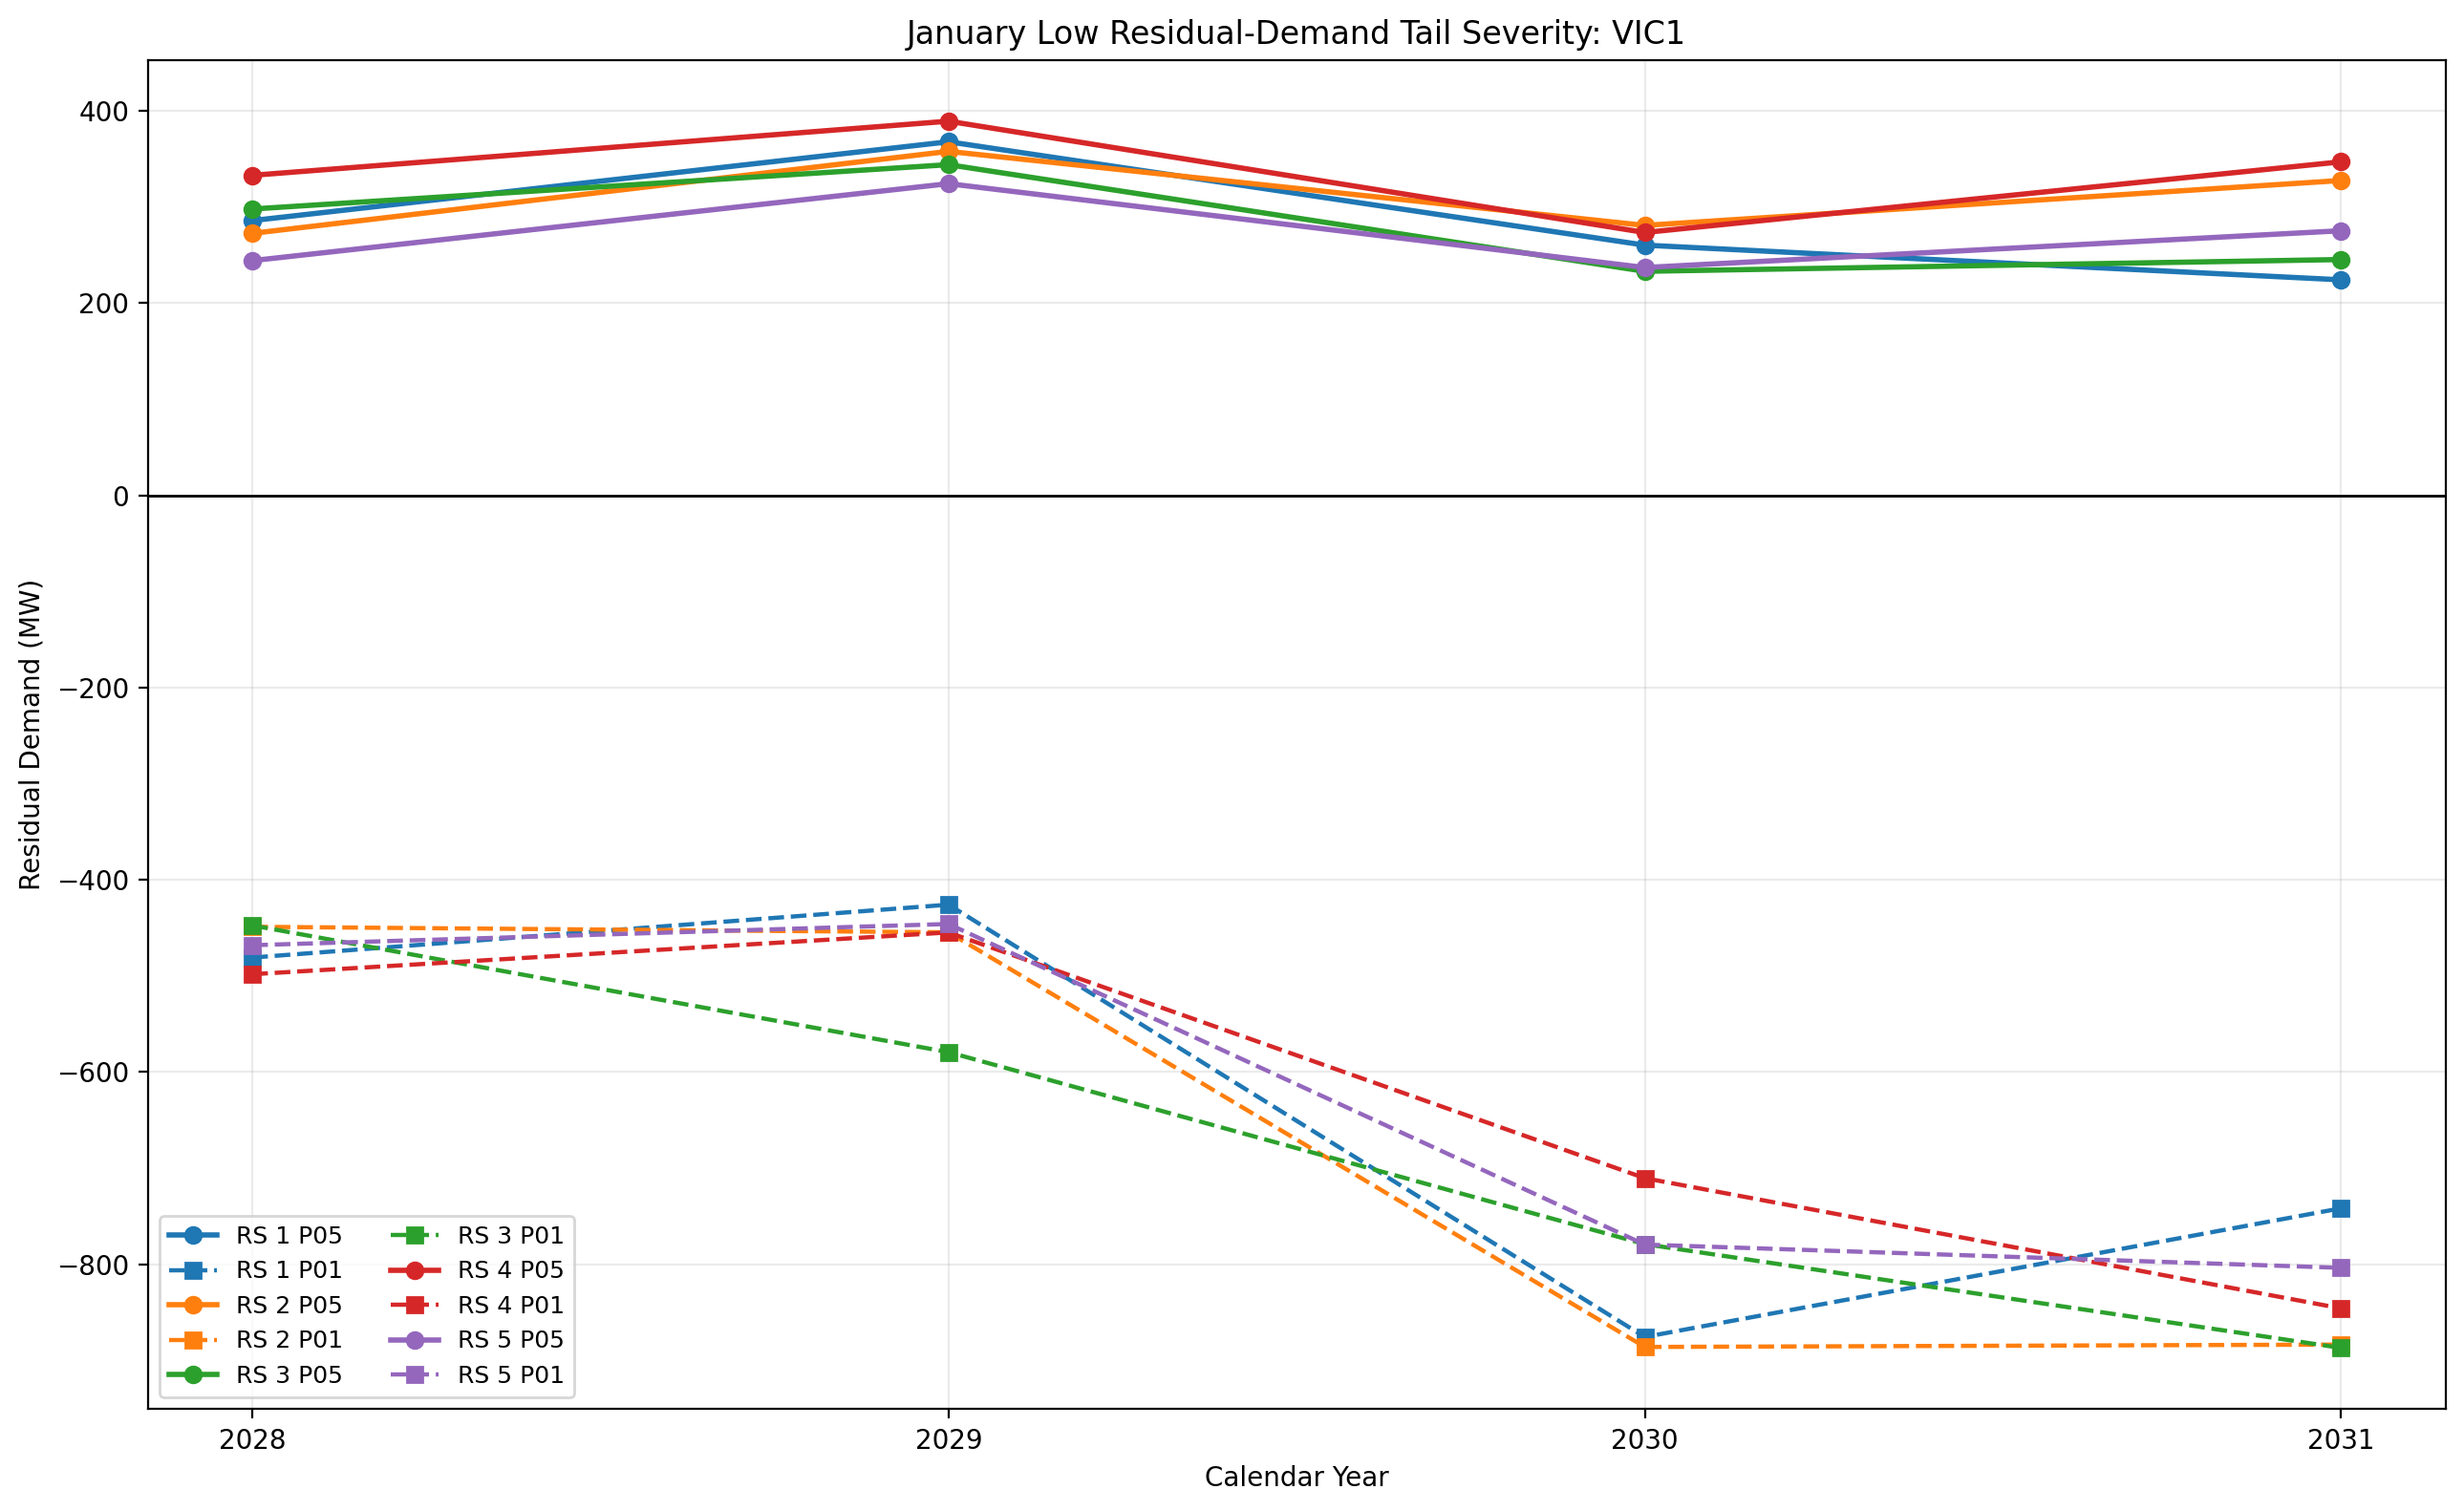 January Low Residual-Demand Tail Severity: VIC1
400
200
0
−200
−400
−600
−800
Residual Demand (MW)
RS 1 P05
RS 1 P01
RS 2 P05
RS 2 P01
RS 3 P05
RS 3 P01
RS 4 P05
RS 4 P01
RS 5 P05
RS 5 P01
2028
2029
2030
2031
Calendar Year